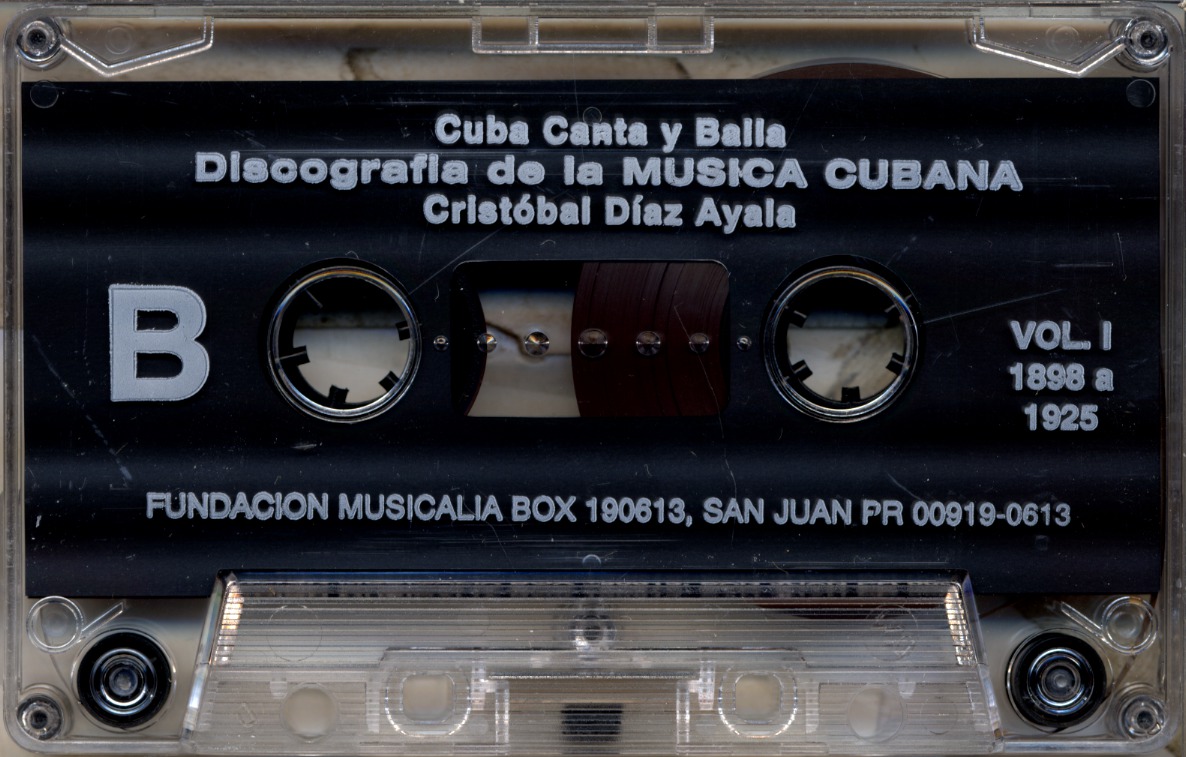 Cuba Canta y Baila
Discografia de la MUSICA CUBANA
Cristóbal Díaz Ayala
B
VOL. I
1898 a
1925
FUNDACION MUSICALIA BOX 190613, SAN JUAN PR 00919-0613